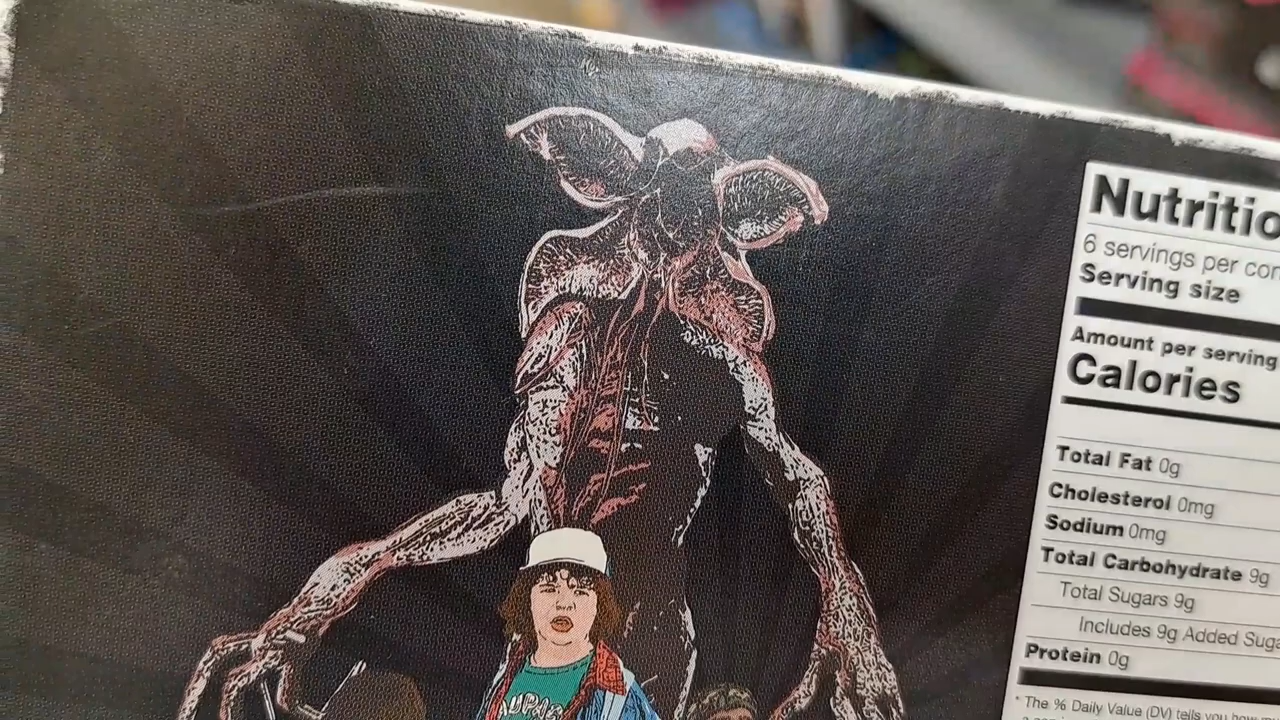 Nutritio
6 servings per con
Serving size
Amount per serving
Calories
Total Fat 0g
Cholesterol 0mg
Sodium 0mg
Total Carbohydrate 9g
Total Sugars 9g
Includes 9g Added Suga
Protein 0g
* The % Daily Value (DV) tells you how